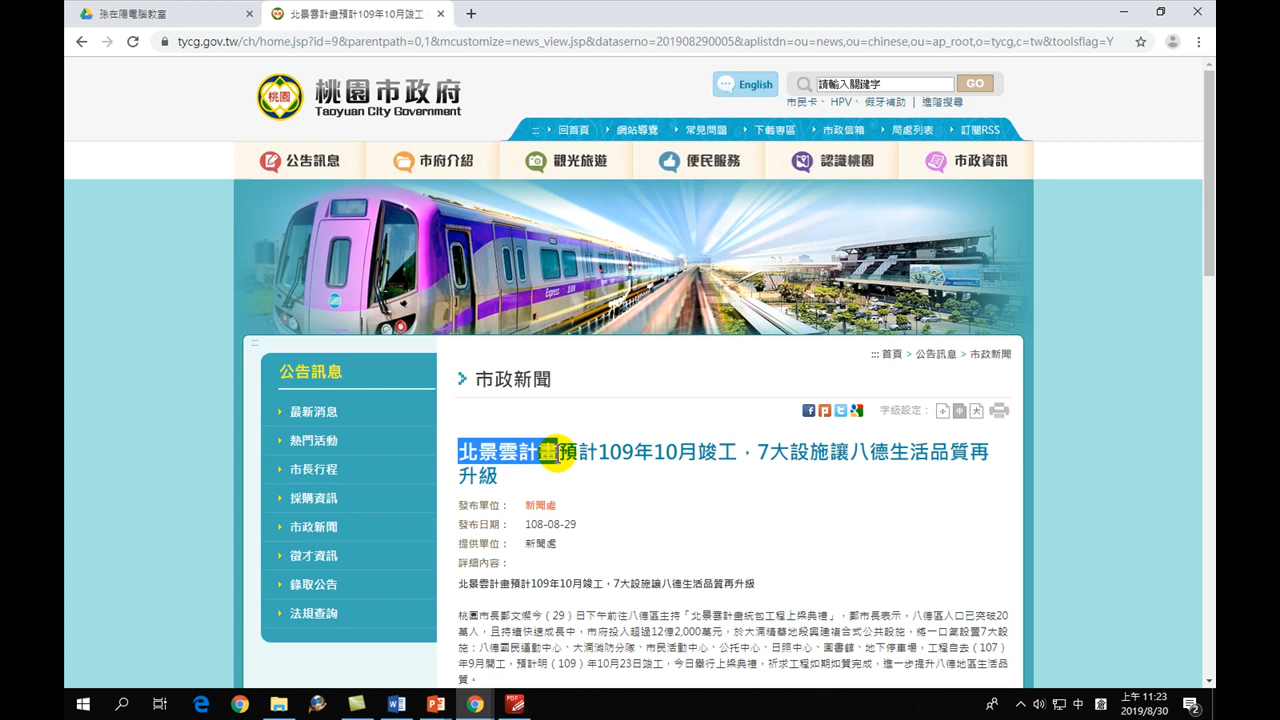 孫在陽電腦教室
北景雲計畫預計109年10月竣工
tycg.gov.tw/ch/home.jsp?id=9&parentpath=0,1&mcustomize=news_view.jsp&dataserno=201908290005&aplistdn=ou=news,ou=chinese,ou=ap_root,o=tycg,c=tw&toolsflag=Y
桃園
桃園市政府
Taoyuan City Government
English
請輸入關鍵字
GO
市民卡、 HPV、 假牙補助 | 進階搜尋
:::
回首頁
網站導覽
常見問題
下載專區
市政信箱
局處列表
訂閱RSS
公告訊息
市府介紹
觀光旅遊
便民服務
認識桃園
市政資訊
Express
:::
公告訊息
最新消息
熱門活動
市長行程
採購資訊
市政新聞
徵才資訊
錄取公告
法規查詢
::: 首頁 > 公告訊息 > 市政新聞
市政新聞
字級設定：
小 中 大
北景雲計畫預計109年10月竣工，7大設施讓八德生活品質再
升級
發布單位： 新聞處
發布日期： 108-08-29
提供單位： 新聞處
詳細內容：
北景雲計畫預計109年10月竣工，7大設施讓八德生活品質再升級
桃園市長鄭文燦今（29）日下午前往八德區主持「北景雲計畫統包工程上梁典禮」，鄭市長表示，八德區人口已突破20
萬人，且持續快速成長中，市府投入超過12億2,000萬元，於大湳精華地段興建複合式公共設施，將一口氣設置7大設
施：八德國民運動中心、大湳消防分隊、市民活動中心、公托中心、日照中心、圖書館、地下停車場，工程自去（107）
年9月開工，預計明（109）年10月23日竣工，今日舉行上梁典禮，祈求工程如期如質完成，進一步提升八德地區生活品
質。
中
上午 11:23
2019/8/30
2